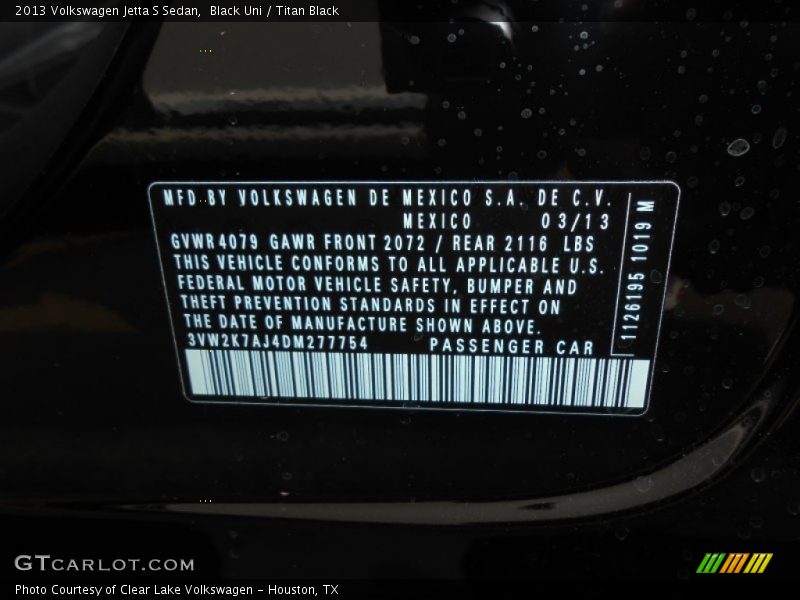 2013 Volkswagen Jetta S Sedan,  Black Uni / Titan Black
MFD BY VOLKSWAGEN DE MEXICO S.A. DE C.V.
MEXICO 03/13
GVWR 4079 GAWR FRONT 2072 / REAR 2116 LBS
THIS VEHICLE CONFORMS TO ALL APPLICABLE U.S.
FEDERAL MOTOR VEHICLE SAFETY, BUMPER AND
THEFT PREVENTION STANDARDS IN EFFECT ON
THE DATE OF MANUFACTURE SHOWN ABOVE.
3VW2K7AJ4DM277754 PASSENGER CAR
1126195 1019 M
GTCARLOT.COM
Photo Courtesy of Clear Lake Volkswagen - Houston, TX